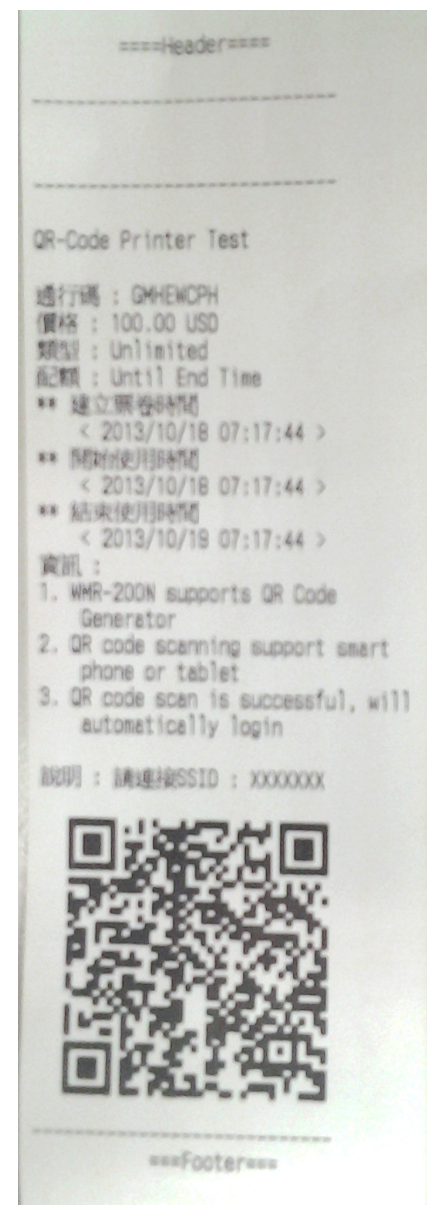 ====Header====
------------------------------
------------------------------
QR-Code Printer Test
通行碼 : GMHEWCPH
價格 : 100.00 USD
類型 : Unlimited
配額 : Until End Time
** 建立票卷時間
< 2013/10/18 07:17:44 >
** 開始使用時間
< 2013/10/18 07:17:44 >
** 結束使用時間
< 2013/10/19 07:17:44 >
資訊 :
1. WMR-200N supports QR Code
Generator
2. QR code scanning support smart
phone or tablet
3. QR code scan is successful, will
automatically login
說明 : 請連接SSID : XXXXXXX
------------------------------
===Footer===